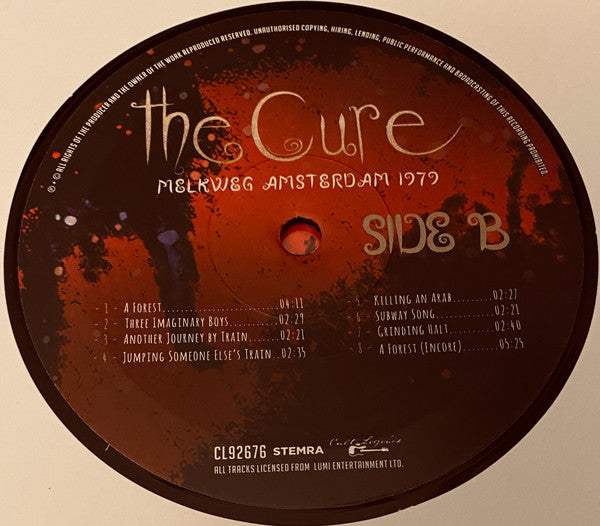 ℗ & © ALL RIGHTS OF THE PRODUCER AND THE OWNER OF THE WORK REPRODUCED RESERVED. UNAUTHORISED COPYING, HIRING, LENDING, PUBLIC PERFORMANCE AND BROADCASTING OF THIS RECORDING PROHIBITED.
the Cure
MELKWEG AMSTERDAM 1979
SIDE B
- 1 - A FOREST............................04:11
- 2 - THREE IMAGINARY BOYS............02:29
- 3 - ANOTHER JOURNEY BY TRAIN........02:21
- 4 - JUMPING SOMEONE ELSE'S TRAIN..02:35
- 5 - KILLING AN ARAB..........02:27
- 6 - SUBWAY SONG..............02:21
- 7 - GRINDING HALT...........02:40
- 8 - A FOREST (ENCORE)........05:25
CL92676 STEMRA Cult Legends
ALL TRACKS LICENSED FROM LUMI ENTERTAINMENT LTD.